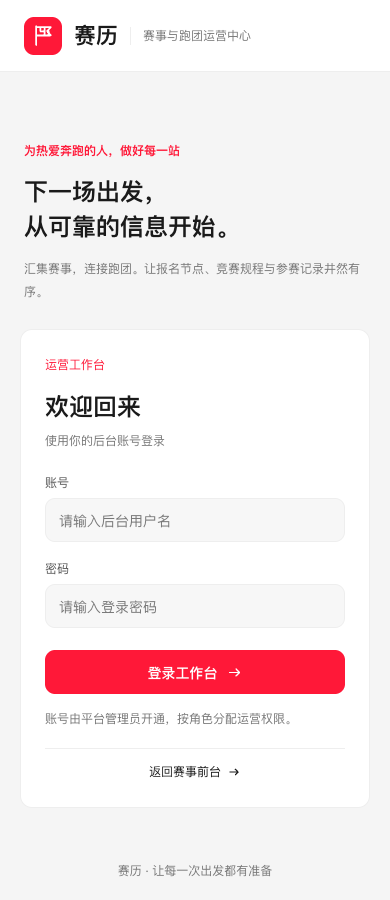 赛历
赛事与跑团运营中心
为热爱奔跑的人，做好每一站
下一场出发，
从可靠的信息开始。
汇集赛事，连接跑团。让报名节点、竞赛规程与参赛记录井然有
序。
运营工作台
欢迎回来
使用你的后台账号登录
账号
请输入后台用户名
密码
请输入登录密码
登录工作台 →
账号由平台管理员开通，按角色分配运营权限。
返回赛事前台 →
赛历 · 让每一次出发都有准备